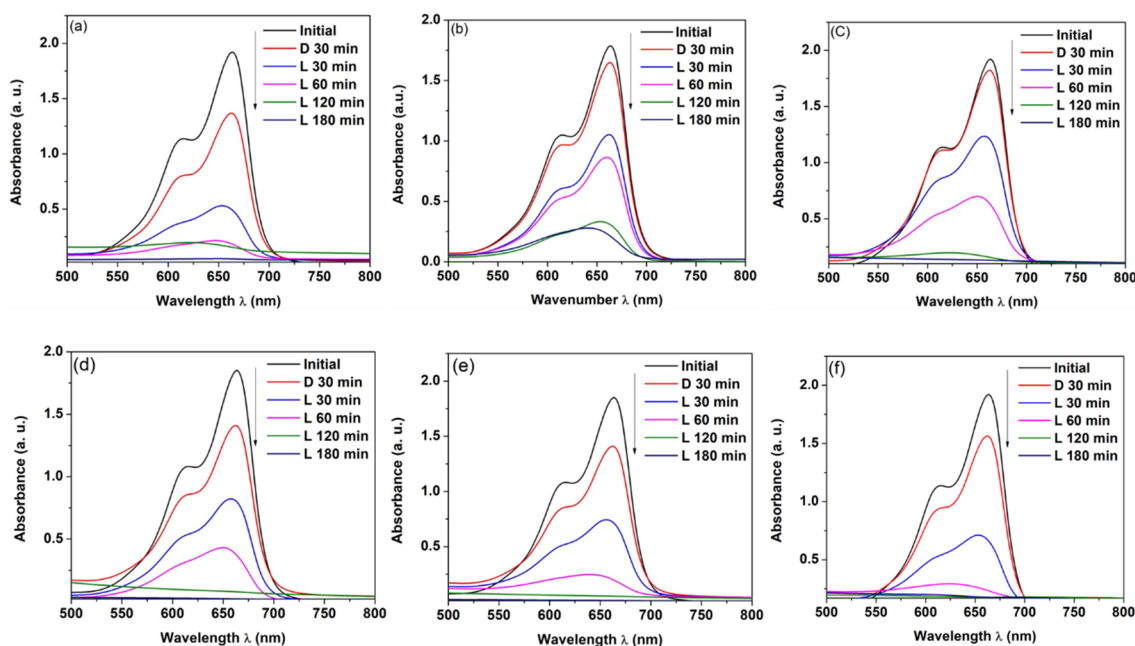 (a)
Initial
D 30 min
L 30 min
L 60 min
L 120 min
L 180 min
2.0
1.5
1.0
0.5
Absorbance (a. u.)
500 550 600 650 700 750 800
Wavelength λ (nm)
(b)
Initial
D 30 min
L 30 min
L 60 min
L 120 min
L 180 min
2.0
1.5
1.0
0.5
0.0
Absorbance (a.u.)
500 550 600 650 700 750 800
Wavenumber λ (nm)
(C)
Initial
D 30 min
L 30 min
L 60 min
L 120 min
L 180 min
2.0
1.5
1.0
0.5
Absorbance (a. u.)
500 550 600 650 700 750 800
Wavelength λ (nm)
(d)
Initial
D 30 min
L 30 min
L 60 min
L 120 min
L 180 min
2.0
1.5
1.0
0.5
Absorbance (a. u.)
500 550 600 650 700 750 800
Wavelength λ (nm)
(e)
Initial
D 30 min
L 30 min
L 60 min
L 120 min
L 180 min
2.0
1.5
1.0
0.5
Absorbance (a. u.)
500 550 600 650 700 750 800
Wavelength λ (nm)
(f)
Initial
D 30 min
L 30 min
L 60 min
L 120 min
L 180 min
2.0
1.5
1.0
0.5
Absorbance (a. u.)
500 550 600 650 700 750 800
Wavelength λ (nm)